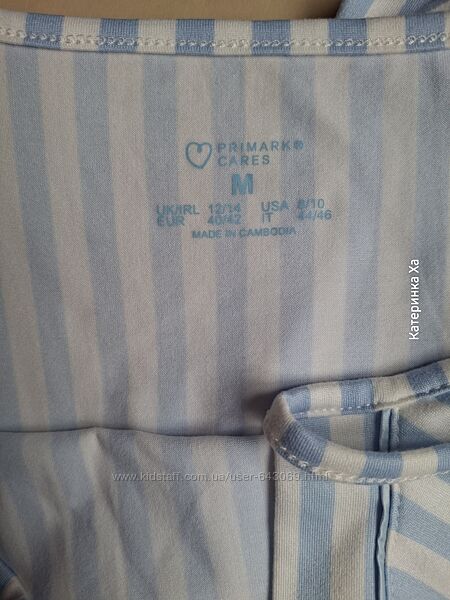 PRIMARK®
CARES
M
UK/IRL 12/14 USA 8/10
EUR 40/42 IT 44/46
MADE IN CAMBODIA
Катеринка Ха
www.kidstaff.com.ua/user-643069.html